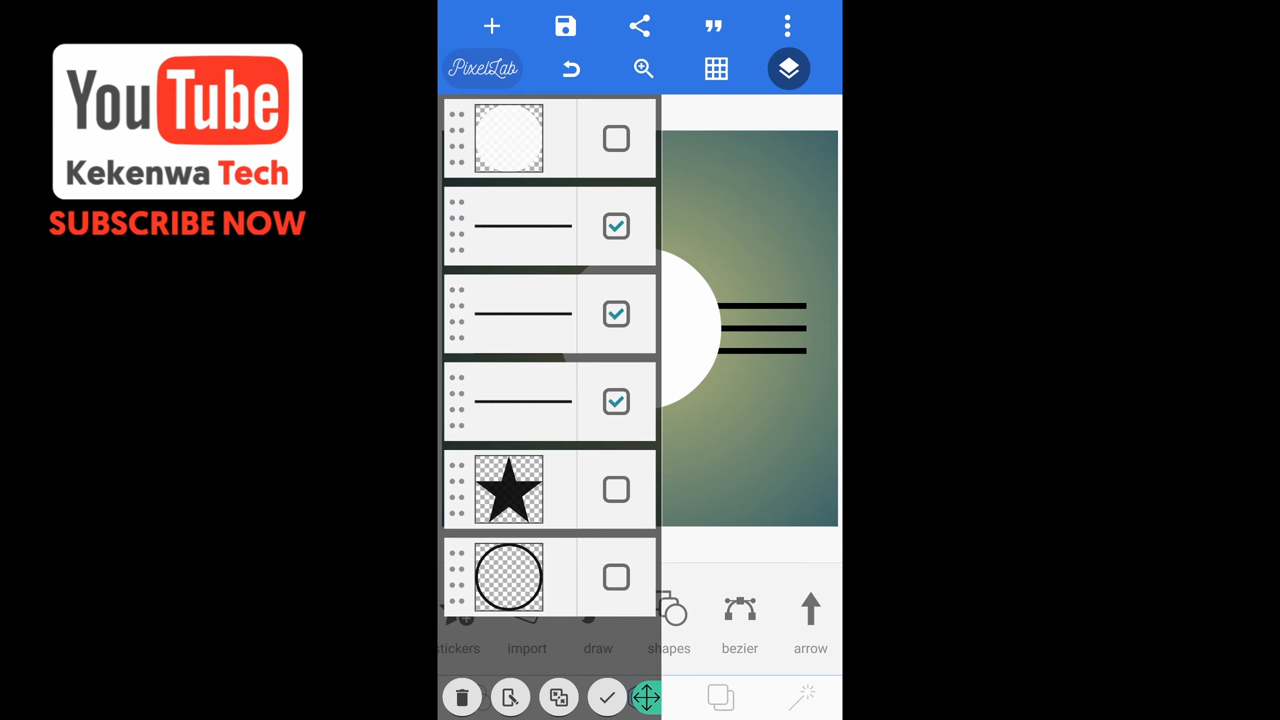 YouTube
Kekenwa Tech
SUBSCRIBE NOW
PixelLab
stickers
import
draw
shapes
bezier
arrow